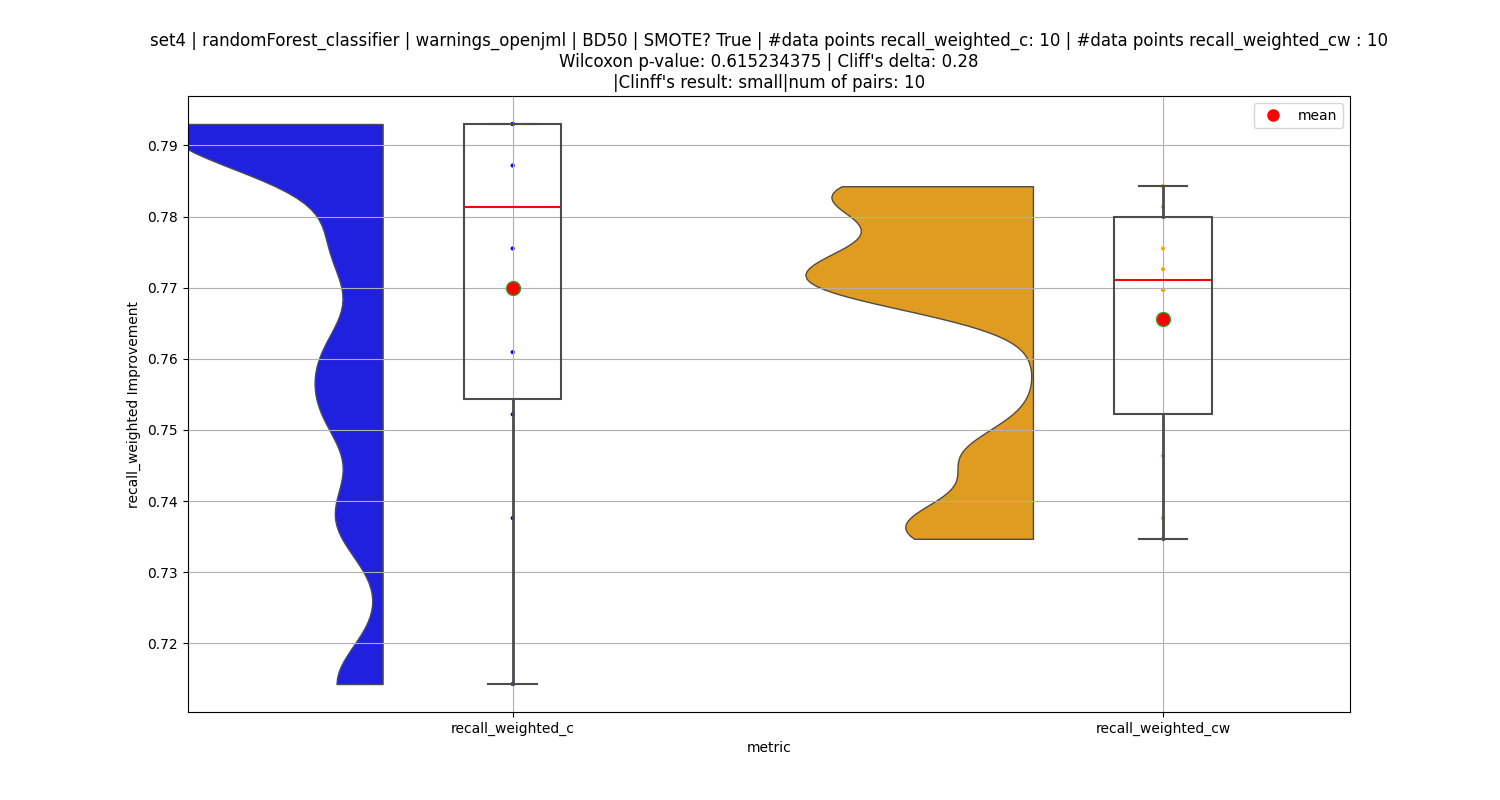 set4 | randomForest_classifier | warnings_openjml | BD50 | SMOTE? True | #data points recall_weighted_c: 10 | #data points recall_weighted_cw : 10
Wilcoxon p-value: 0.615234375 | Cliff's delta: 0.28
|Clinff's result: small|num of pairs: 10
mean
0.79
0.78
0.77
0.76
0.75
0.74
0.73
0.72
recall_weighted Improvement
recall_weighted_c
recall_weighted_cw
metric